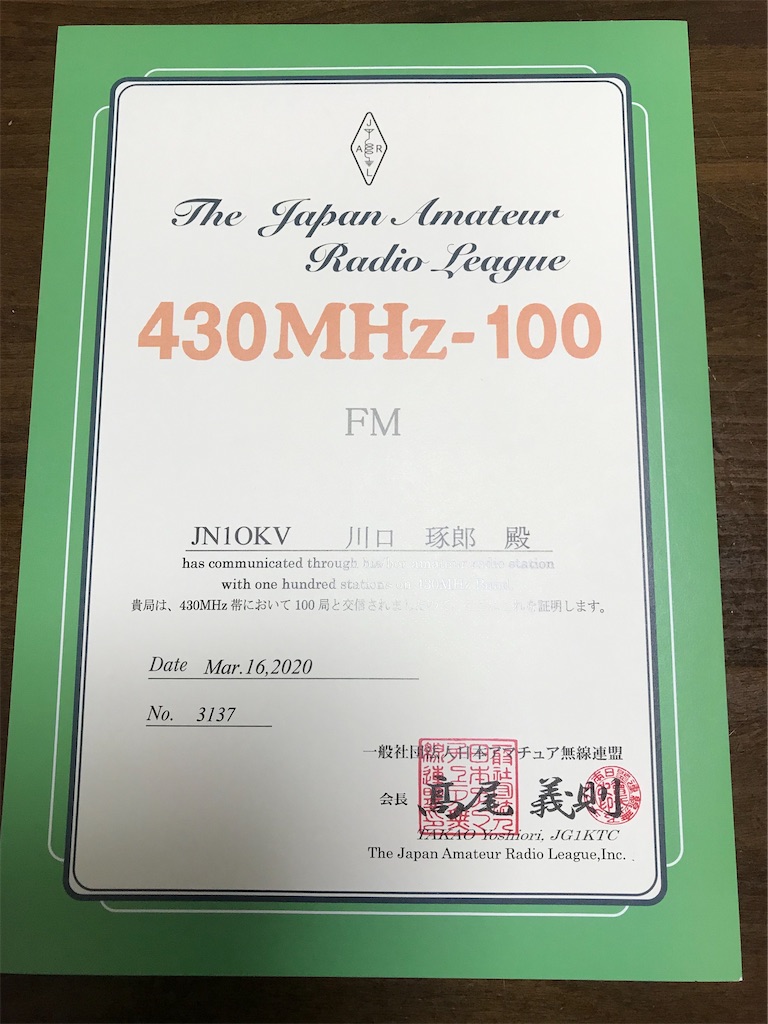 J
A R
L
The Japan Amateur
Radio League
430MHz-100
FM
JN1OKV 川口 琢郎 殿
has communicated through his station
with one hundred stations
貴局は、430MHz 帯において 100 局と交信されま を証明します。
Date Mar.16,2020
No. 3137
一般社団法人日本アマチュア無線連盟
会長 髙尾 義則
TAKAO Yoshiori, JG1KTC
The Japan Amateur Radio League,Inc.